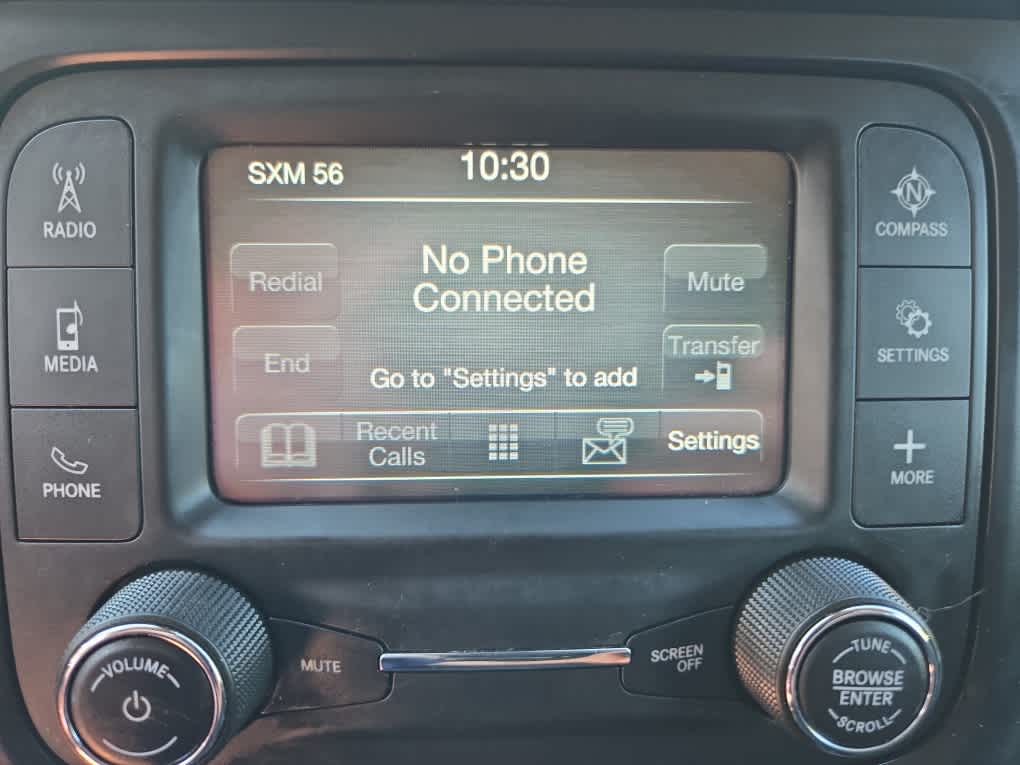 SXM 56
10:30
RADIO
MEDIA
PHONE
Redial
End
No Phone
Connected
Go to "Settings" to add
Mute
Transfer
Recent
Calls
Settings
N
COMPASS
SETTINGS
MORE
VOLUME
MUTE
SCREEN
OFF
TUNE
BROWSE
ENTER
SCROLL